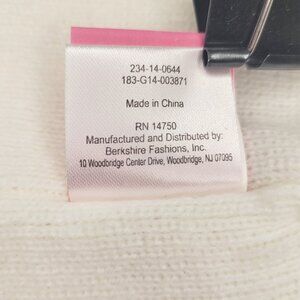 234-14-0644
183-G14-003871
Made in China
RN 14750
Manufactured and Distributed by:
Berkshire Fashions, Inc.
10 Woodbridge Center Drive, Woodbridge, NJ 07095